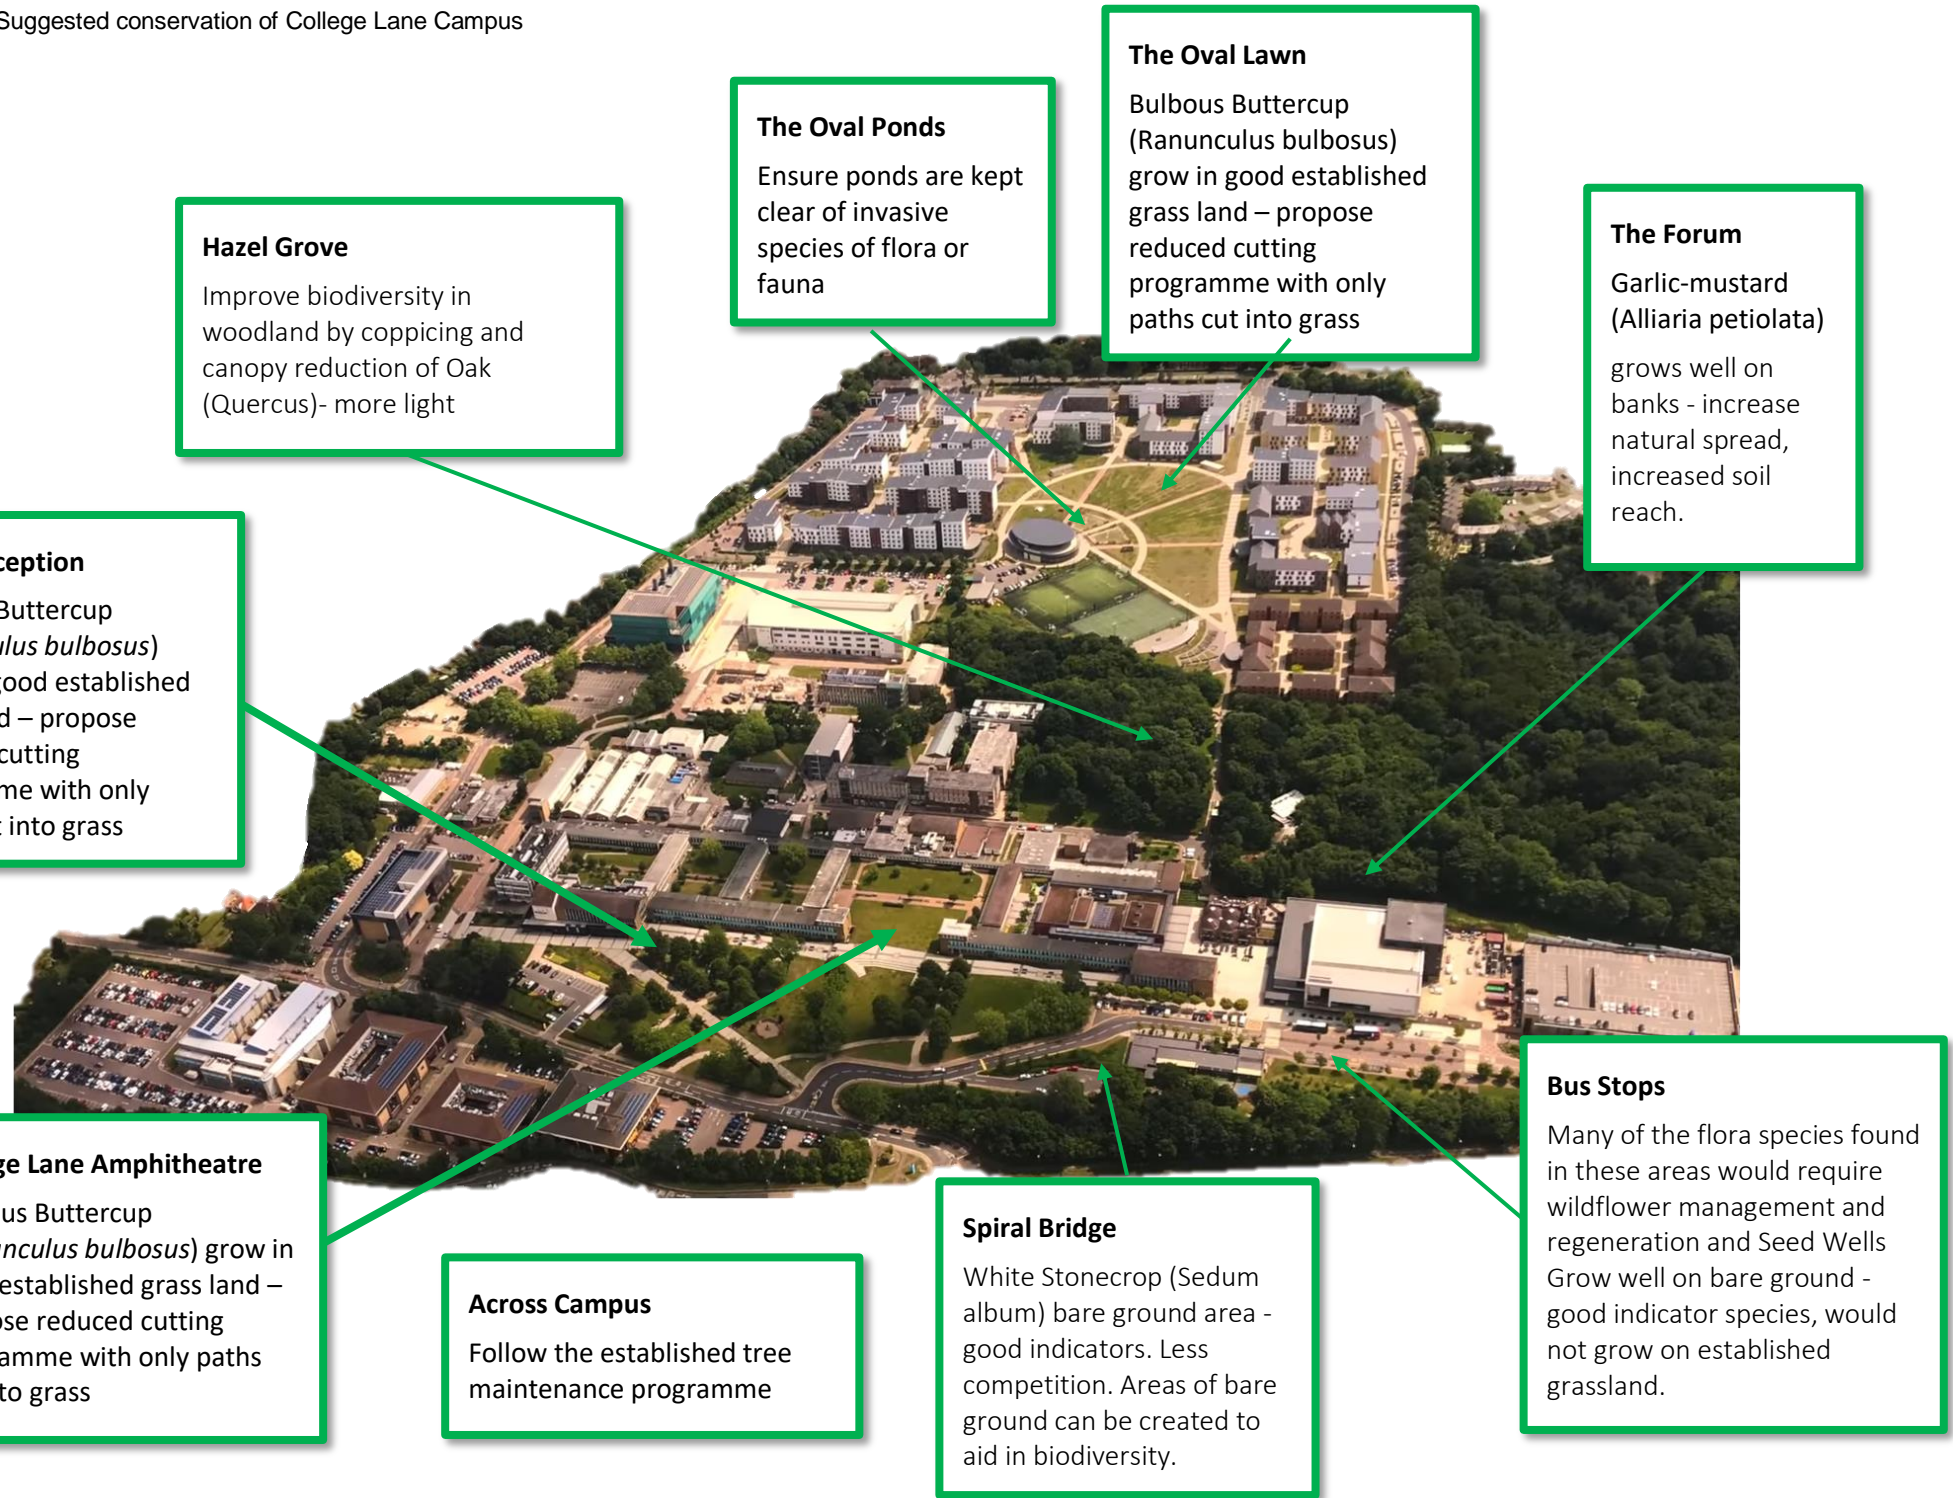 Suggested conservation of College Lane Campus
The Oval Lawn
Bulbous Buttercup
(Ranunculus bulbosus)
grow in good established
grass land – propose
reduced cutting
programme with only
paths cut into grass
The Oval Ponds
Ensure ponds are kept
clear of invasive
species of flora or
fauna
Hazel Grove
Improve biodiversity in
woodland by coppicing and
canopy reduction of Oak
(Quercus)- more light
The Forum
Garlic-mustard
(Alliaria petiolata)
grows well on
banks - increase
natural spread,
increased soil
reach.
ception
Buttercup
ulus bulbosus)
good established
d – propose
cutting
me with only
t into grass
ge Lane Amphitheatre
us Buttercup
unculus bulbosus) grow in
established grass land –
ose reduced cutting
ramme with only paths
to grass
Across Campus
Follow the established tree
maintenance programme
Spiral Bridge
White Stonecrop (Sedum
album) bare ground area -
good indicators. Less
competition. Areas of bare
ground can be created to
aid in biodiversity.
Bus Stops
Many of the flora species found
in these areas would require
wildflower management and
regeneration and Seed Wells
Grow well on bare ground -
good indicator species, would
not grow on established
grassland.